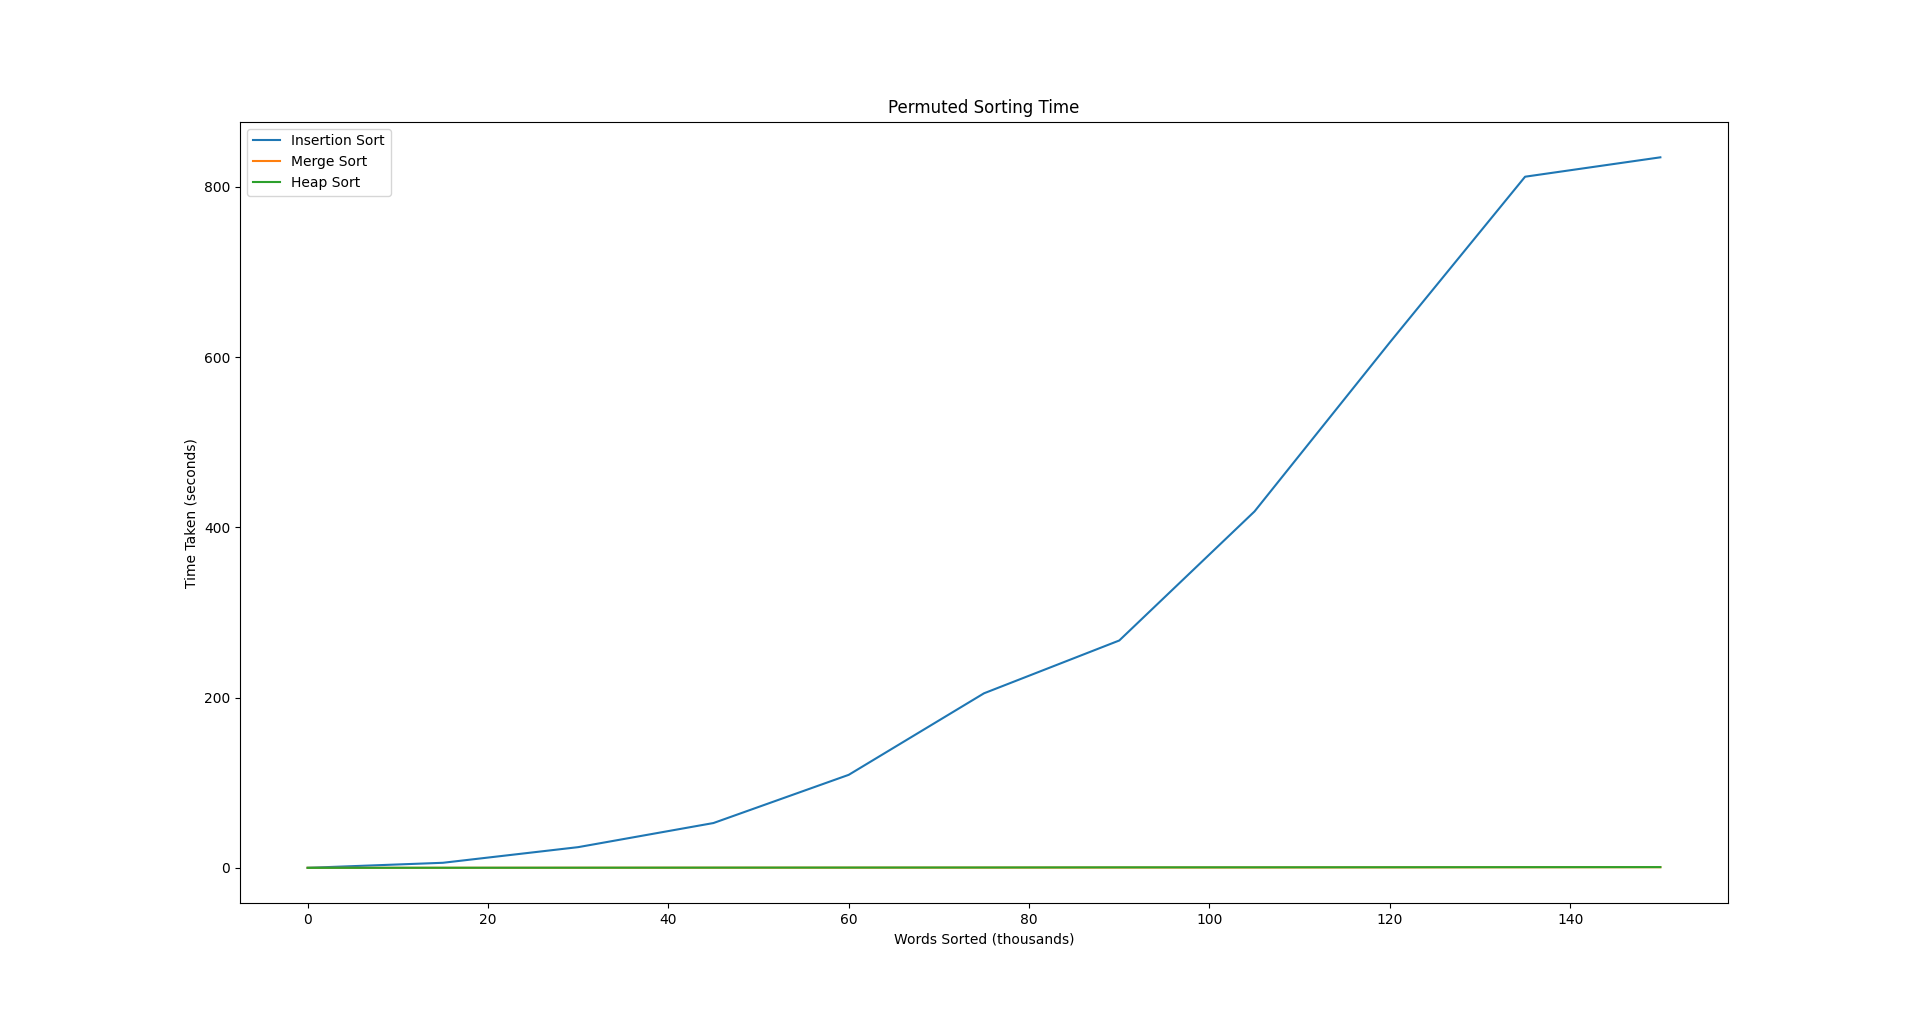 Permuted Sorting Time
Insertion Sort
Merge Sort
Heap Sort
800
600
400
200
0
Time Taken (seconds)
0 20 40 60 80 100 120 140
Words Sorted (thousands)